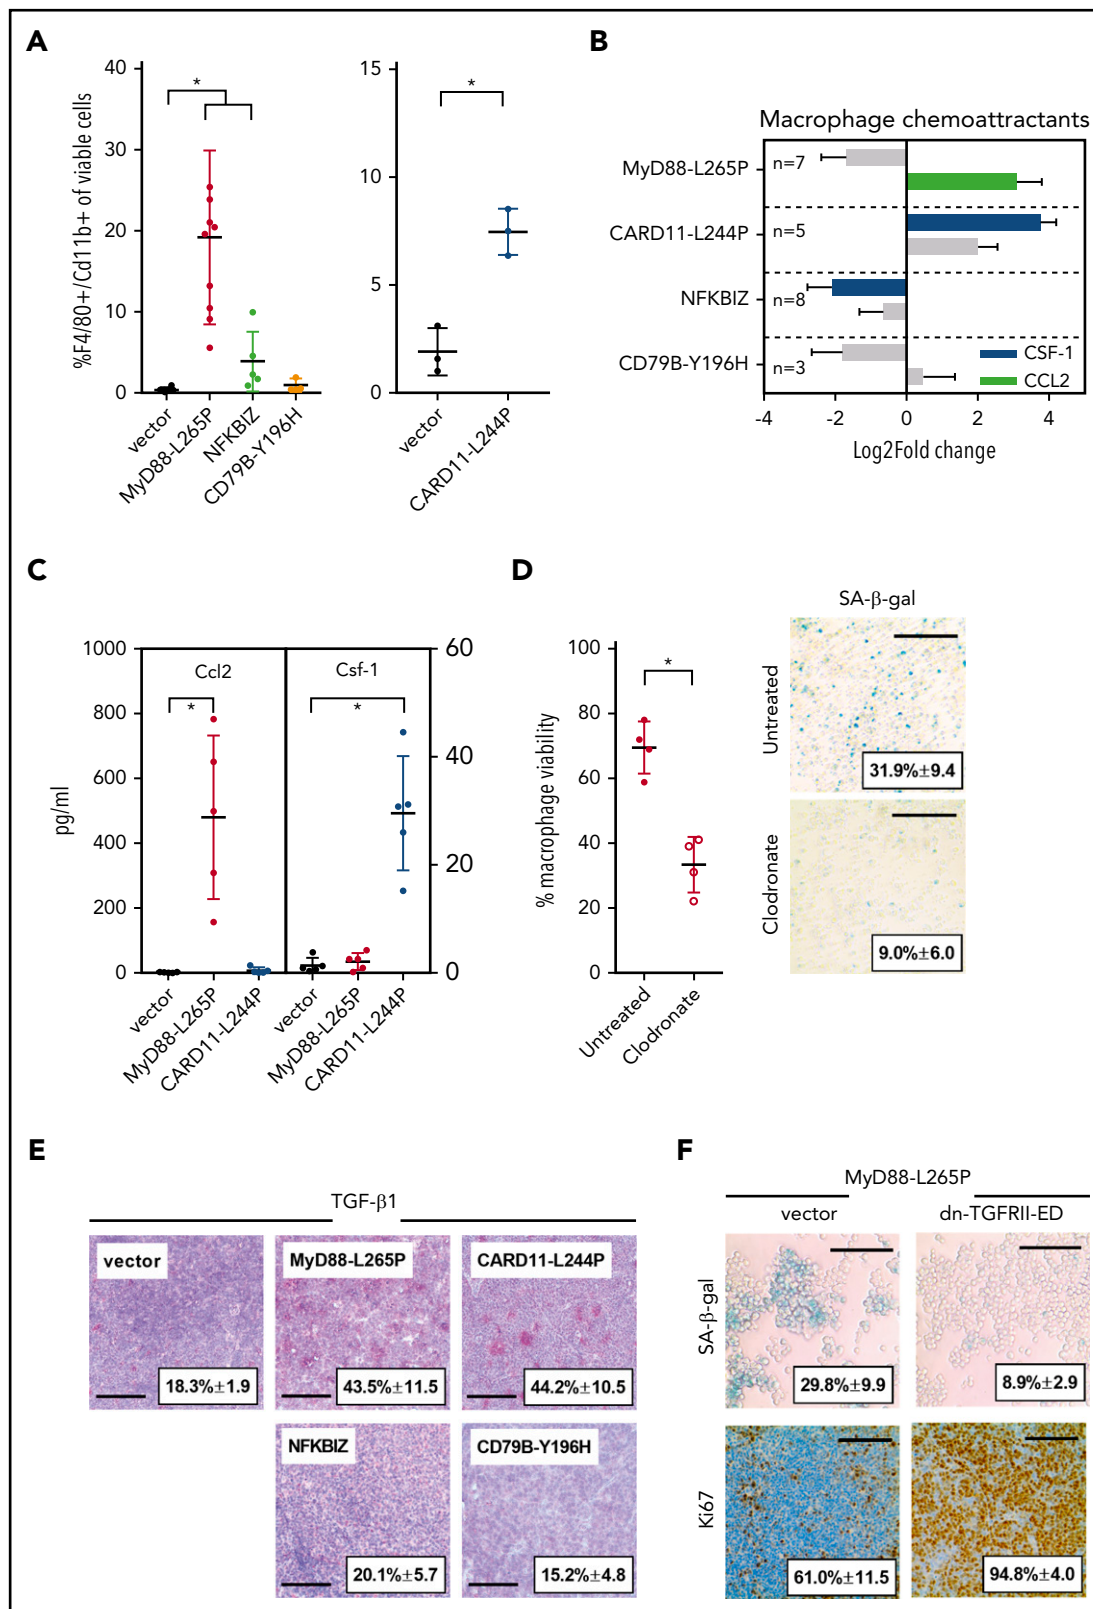 A
%F4/80+/Cd11b+ of viable cells
40
30
20
10
0
*
vector
MyD88-L265P
NFKBIZ
CD79B-Y196H
15
10
5
0
*
vector
CARD11-L244P
B
Macrophage chemoattractants
MyD88-L265P
n=7
CARD11-L244P
n=5
NFKBIZ
n=8
CD79B-Y196H
n=3
CSF-1
CCL2
-4 -2 0 2 4
Log2Fold change
C
pg/ml
1000
800
600
400
200
0
Ccl2
*
Csf-1
*
60
40
20
0
vector
MyD88-L265P
CARD11-L244P
vector
MyD88-L265P
CARD11-L244P
D
% macrophage viability
100
80
60
40
20
0
*
Untreated
Clodronate
SA-β-gal
Untreated
31.9%±9.4
Clodronate
9.0%±6.0
E
TGF-β1
vector
18.3%±1.9
MyD88-L265P
43.5%±11.5
CARD11-L244P
44.2%±10.5
NFKBIZ
20.1%±5.7
CD79B-Y196H
15.2%±4.8
F
MyD88-L265P
vector dn-TGFRII-ED
SA-β-gal
29.8%±9.9
8.9%±2.9
Ki67
61.0%±11.5
94.8%±4.0